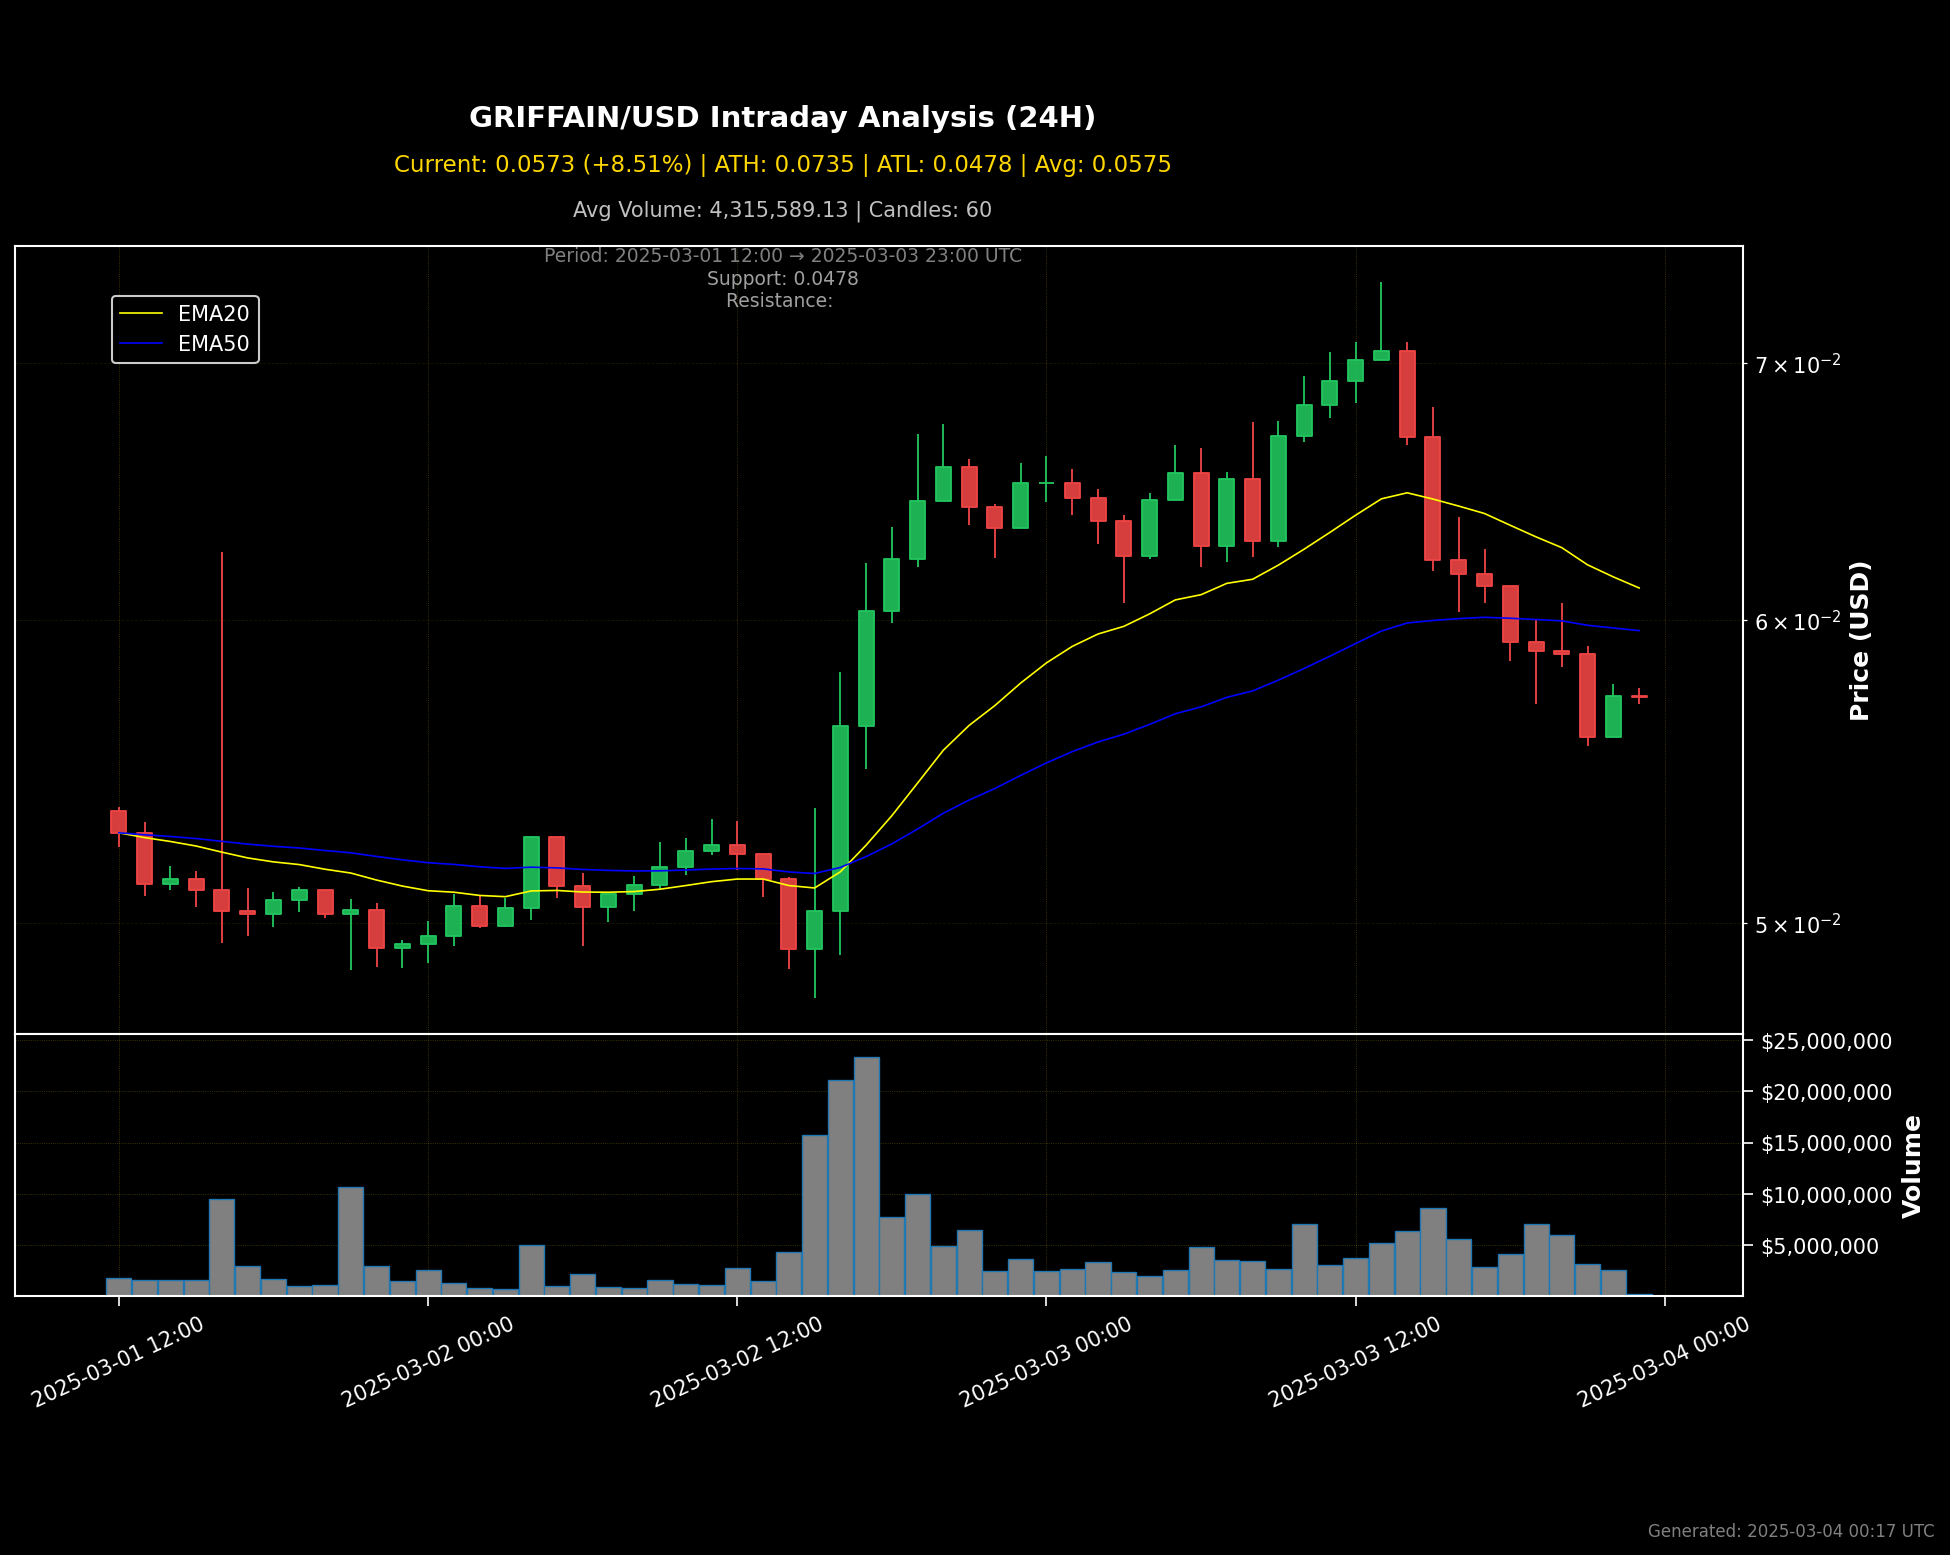 GRIFFAIN/USD Intraday Analysis (24H)
Current: 0.0573 (+8.51%) | ATH: 0.0735 | ATL: 0.0478 | Avg: 0.0575
Avg Volume: 4,315,589.13 | Candles: 60
Period: 2025-03-01 12:00 → 2025-03-03 23:00 UTC
Support: 0.0478
Resistance:
EMA20
EMA50
7 × 10⁻²
6 × 10⁻²
5 × 10⁻²
Price (USD)
$25,000,000
$20,000,000
$15,000,000
$10,000,000
$5,000,000
Volume
2025-03-01 12:00
2025-03-02 00:00
2025-03-02 12:00
2025-03-03 00:00
2025-03-03 12:00
2025-03-04 00:00
Generated: 2025-03-04 00:17 UTC